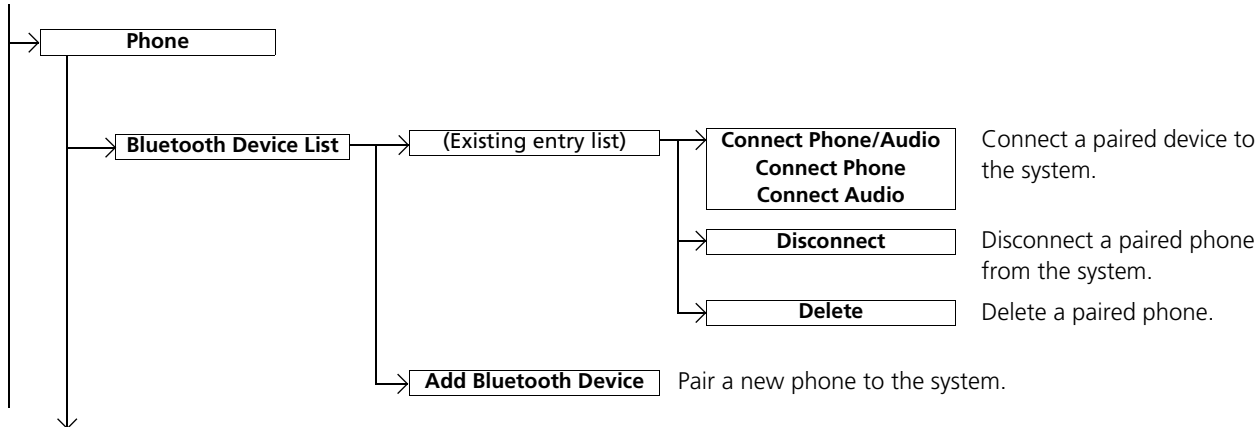 Phone
Bluetooth Device List
(Existing entry list)
Connect Phone/Audio
Connect Phone
Connect Audio
Connect a paired device to
the system.
Disconnect
Disconnect a paired phone
from the system.
Delete
Delete a paired phone.
Add Bluetooth Device
Pair a new phone to the system.